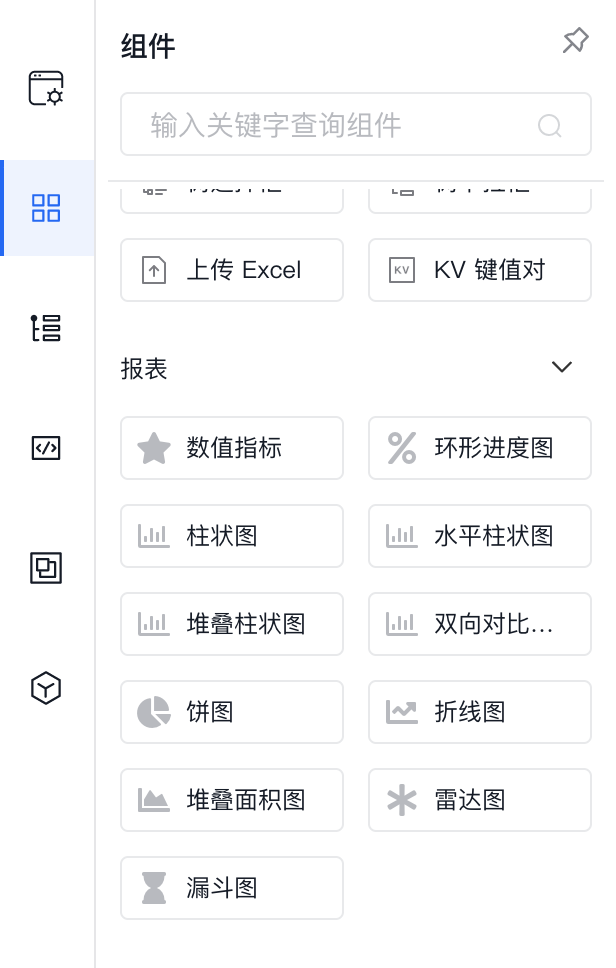 组件
输入关键字查询组件
上传 Excel
KV 键值对
报表
数值指标
环形进度图
柱状图
水平柱状图
堆叠柱状图
双向对比...
饼图
折线图
堆叠面积图
雷达图
漏斗图